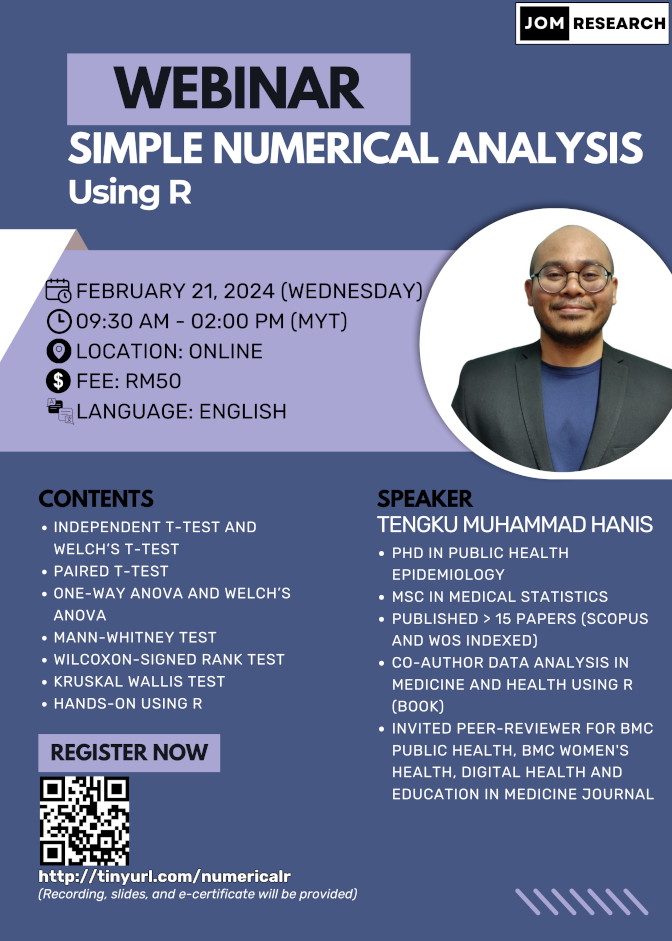 JOM RESEARCH
WEBINAR
SIMPLE NUMERICAL ANALYSIS
Using R
FEBRUARY 21, 2024 (WEDNESDAY)
09:30 AM - 02:00 PM (MYT)
LOCATION: ONLINE
FEE: RM50
LANGUAGE: ENGLISH
CONTENTS
• INDEPENDENT T-TEST AND
WELCH'S T-TEST
• PAIRED T-TEST
• ONE-WAY ANOVA AND WELCH'S
ANOVA
• MANN-WHITNEY TEST
• WILCOXON-SIGNED RANK TEST
• KRUSKAL WALLIS TEST
• HANDS-ON USING R
REGISTER NOW
http://tinyurl.com/numericalr
(Recording, slides, and e-certificate will be provided)
SPEAKER
TENGKU MUHAMMAD HANIS
• PHD IN PUBLIC HEALTH
EPIDEMIOLOGY
• MSC IN MEDICAL STATISTICS
• PUBLISHED > 15 PAPERS (SCOPUS
AND WOS INDEXED)
• CO-AUTHOR DATA ANALYSIS IN
MEDICINE AND HEALTH USING R
(BOOK)
• INVITED PEER-REVIEWER FOR BMC
PUBLIC HEALTH, BMC WOMEN'S
HEALTH, DIGITAL HEALTH AND
EDUCATION IN MEDICINE JOURNAL